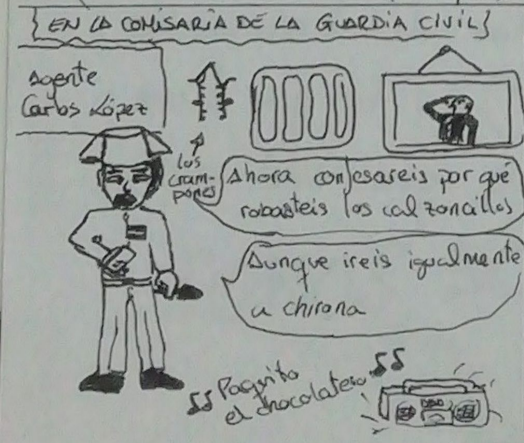 EN LA COMISARIA DE LA GUARDIA CIVIL
Agente
Carlos López
los
cram-
pones
Ahora confesareis por qué
robasteis los calzoncillos
Aunque ireis igualmente
a chirona
Paquito
el chocolatero